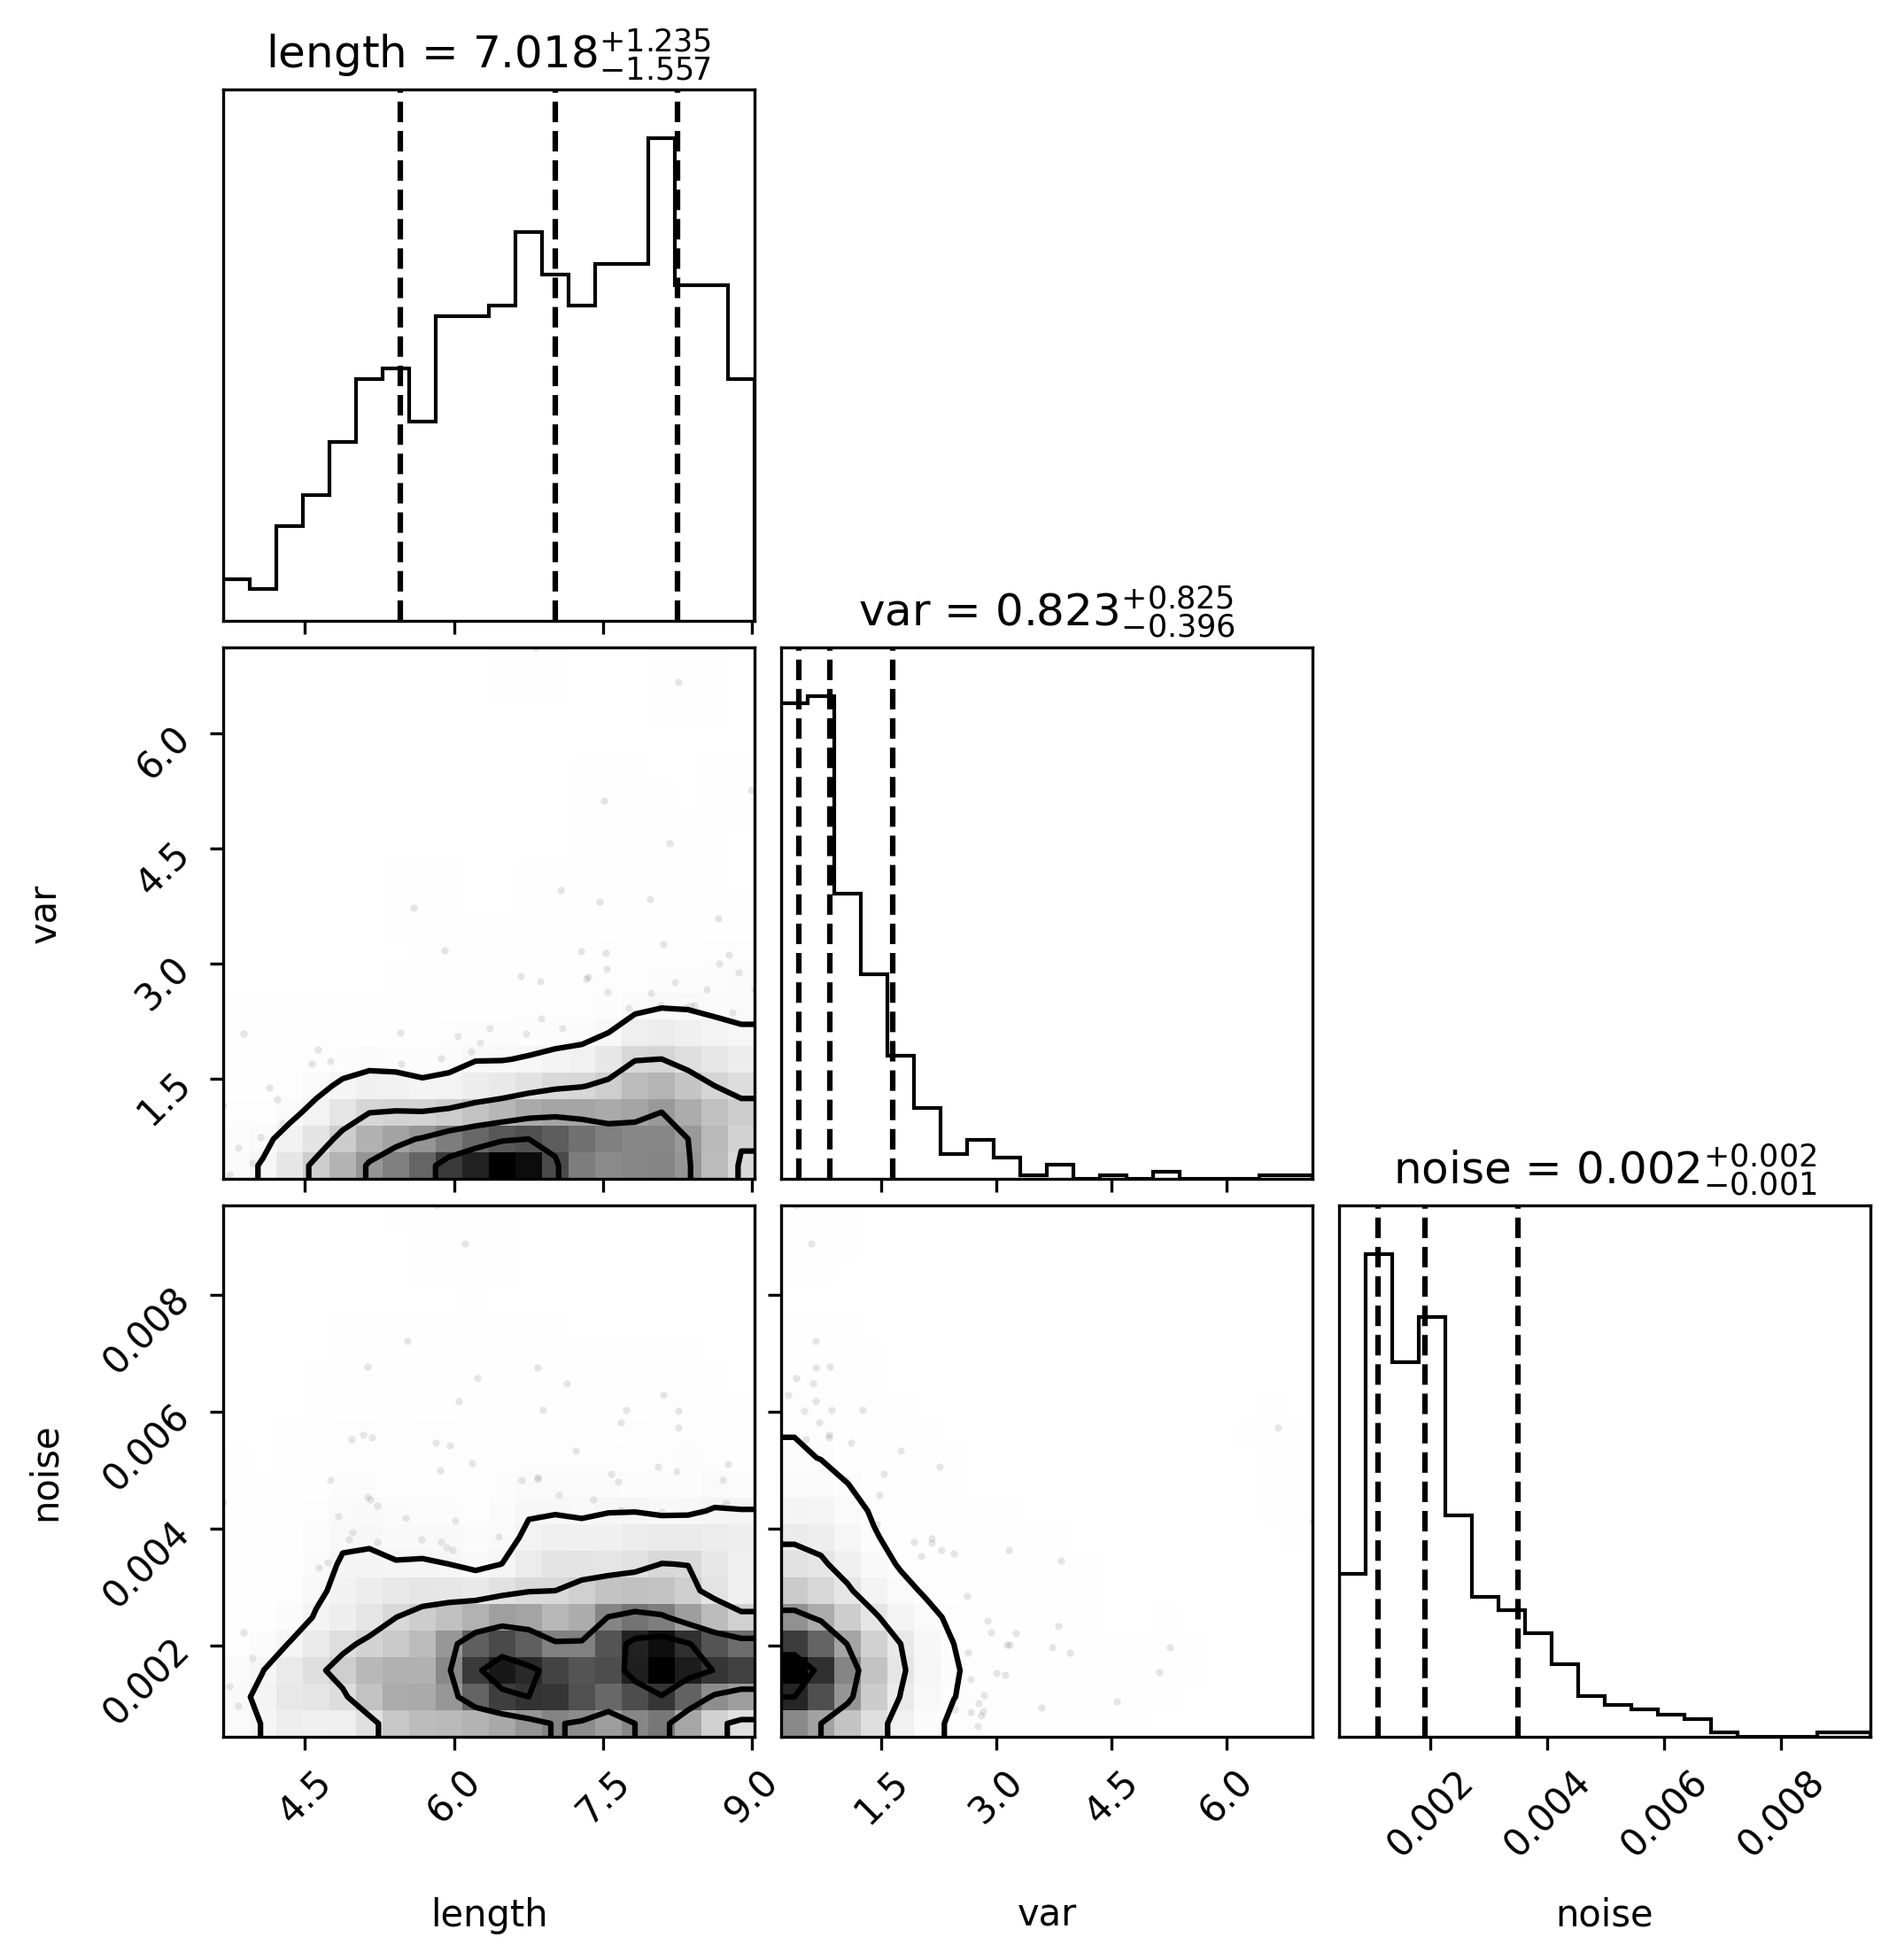 length = 7.018 +1.235 −1.557
var = 0.823 +0.825 −0.396
6.0
4.5
3.0
1.5
var
noise = 0.002 +0.002 −0.001
0.008
0.006
0.004
0.002
noise
4.5 6.0 7.5 9.0 1.5 3.0 4.5 6.0 0.002 0.004 0.006 0.008
length var noise